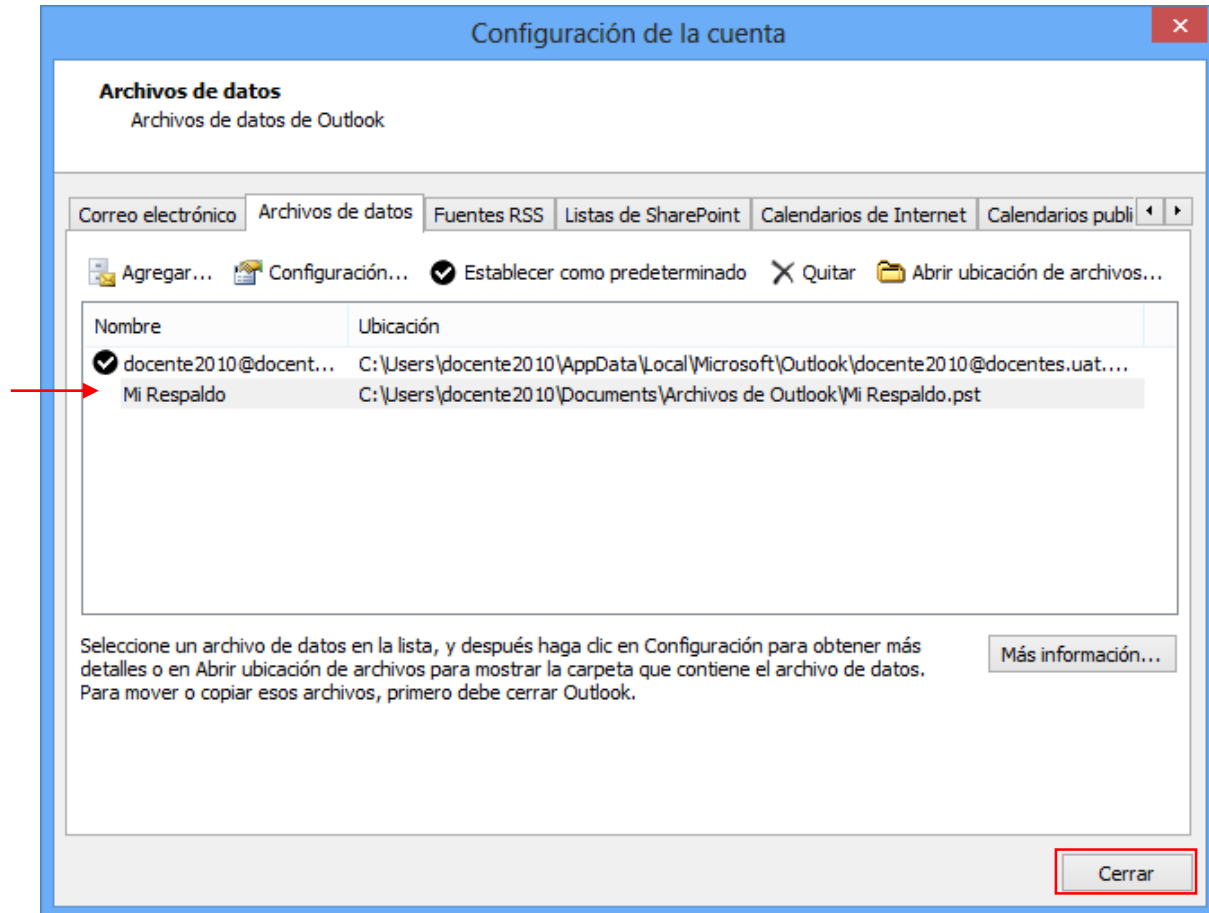 Configuración de la cuenta
Archivos de datos
Archivos de datos de Outlook
Correo electrónico Archivos de datos Fuentes RSS Listas de SharePoint Calendarios de Internet Calendarios publi
Agregar... Configuración... Establecer como predeterminado Quitar Abrir ubicación de archivos...
Nombre Ubicación
docente2010@docent... C:\Users\docente2010\AppData\Local\Microsoft\Outlook\docente2010@docentes.uat....
Mi Respaldo C:\Users\docente2010\Documents\Archivos de Outlook\Mi Respaldo.pst
Seleccione un archivo de datos en la lista, y después haga clic en Configuración para obtener más
detalles o en Abrir ubicación de archivos para mostrar la carpeta que contiene el archivo de datos.
Para mover o copiar esos archivos, primero debe cerrar Outlook.
Más información...
Cerrar